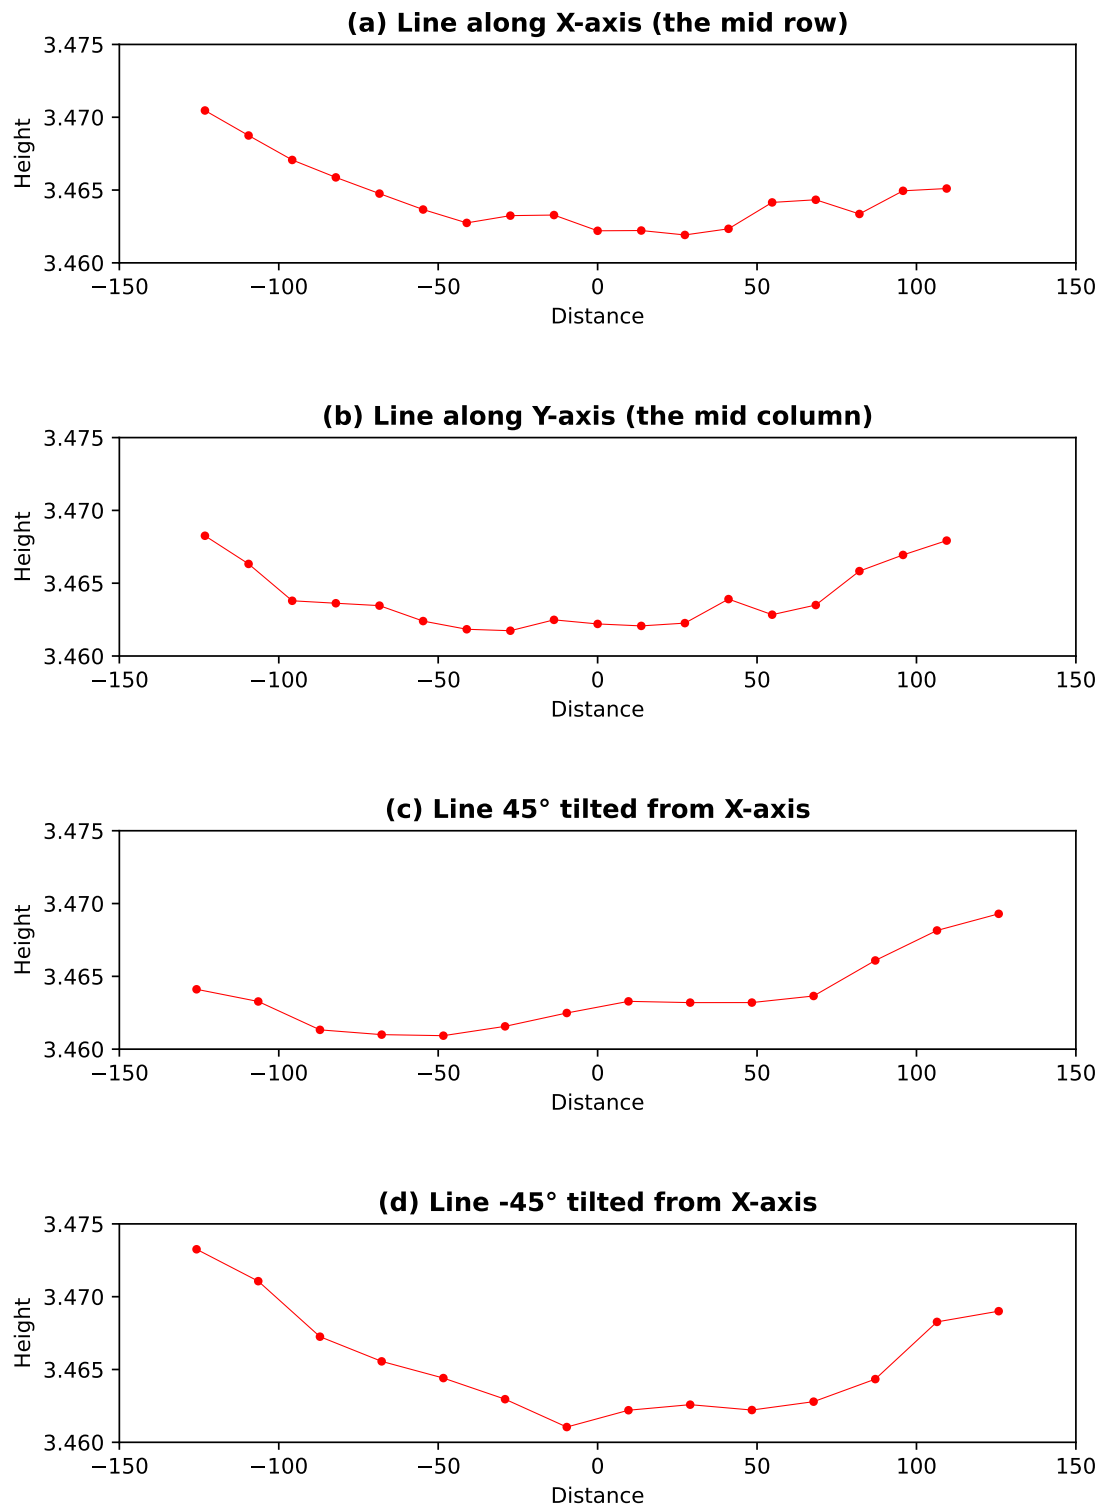 (a) Line along X-axis (the mid row)
3.475
3.470
3.465
3.460
Height
−150 −100 −50 0 50 100 150
Distance
(b) Line along Y-axis (the mid column)
3.475
3.470
3.465
3.460
Height
−150 −100 −50 0 50 100 150
Distance
(c) Line 45° tilted from X-axis
3.475
3.470
3.465
3.460
Height
−150 −100 −50 0 50 100 150
Distance
(d) Line -45° tilted from X-axis
3.475
3.470
3.465
3.460
Height
−150 −100 −50 0 50 100 150
Distance